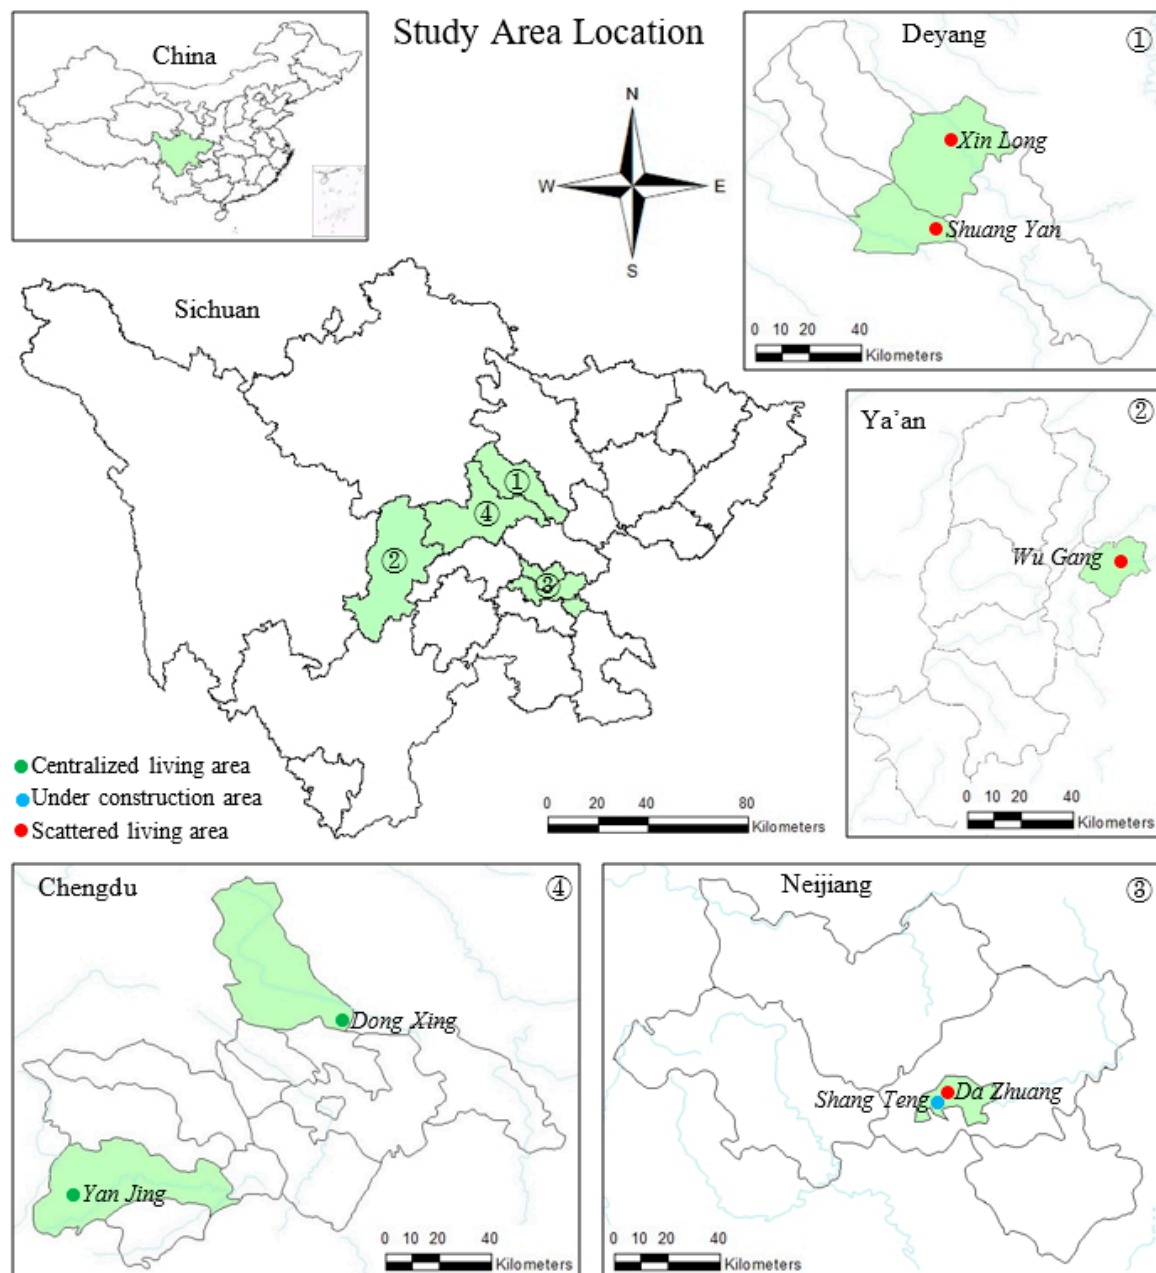 Study Area Location
China
N
W
E
S
Deyang
①
Xin Long
Shuang Yan
0 10 20 40
Kilometers
Sichuan
①
④
②
③
Ya'an
②
Wu Gang
0 10 20 40
Kilometers
Centralized living area
Under construction area
Scattered living area
0 20 40 80
Kilometers
Chengdu
④
Dong Xing
Yan Jing
0 10 20 40
Kilometers
Neijiang
③
Da Zhuang
Shang Teng
0 10 20 40
Kilometers